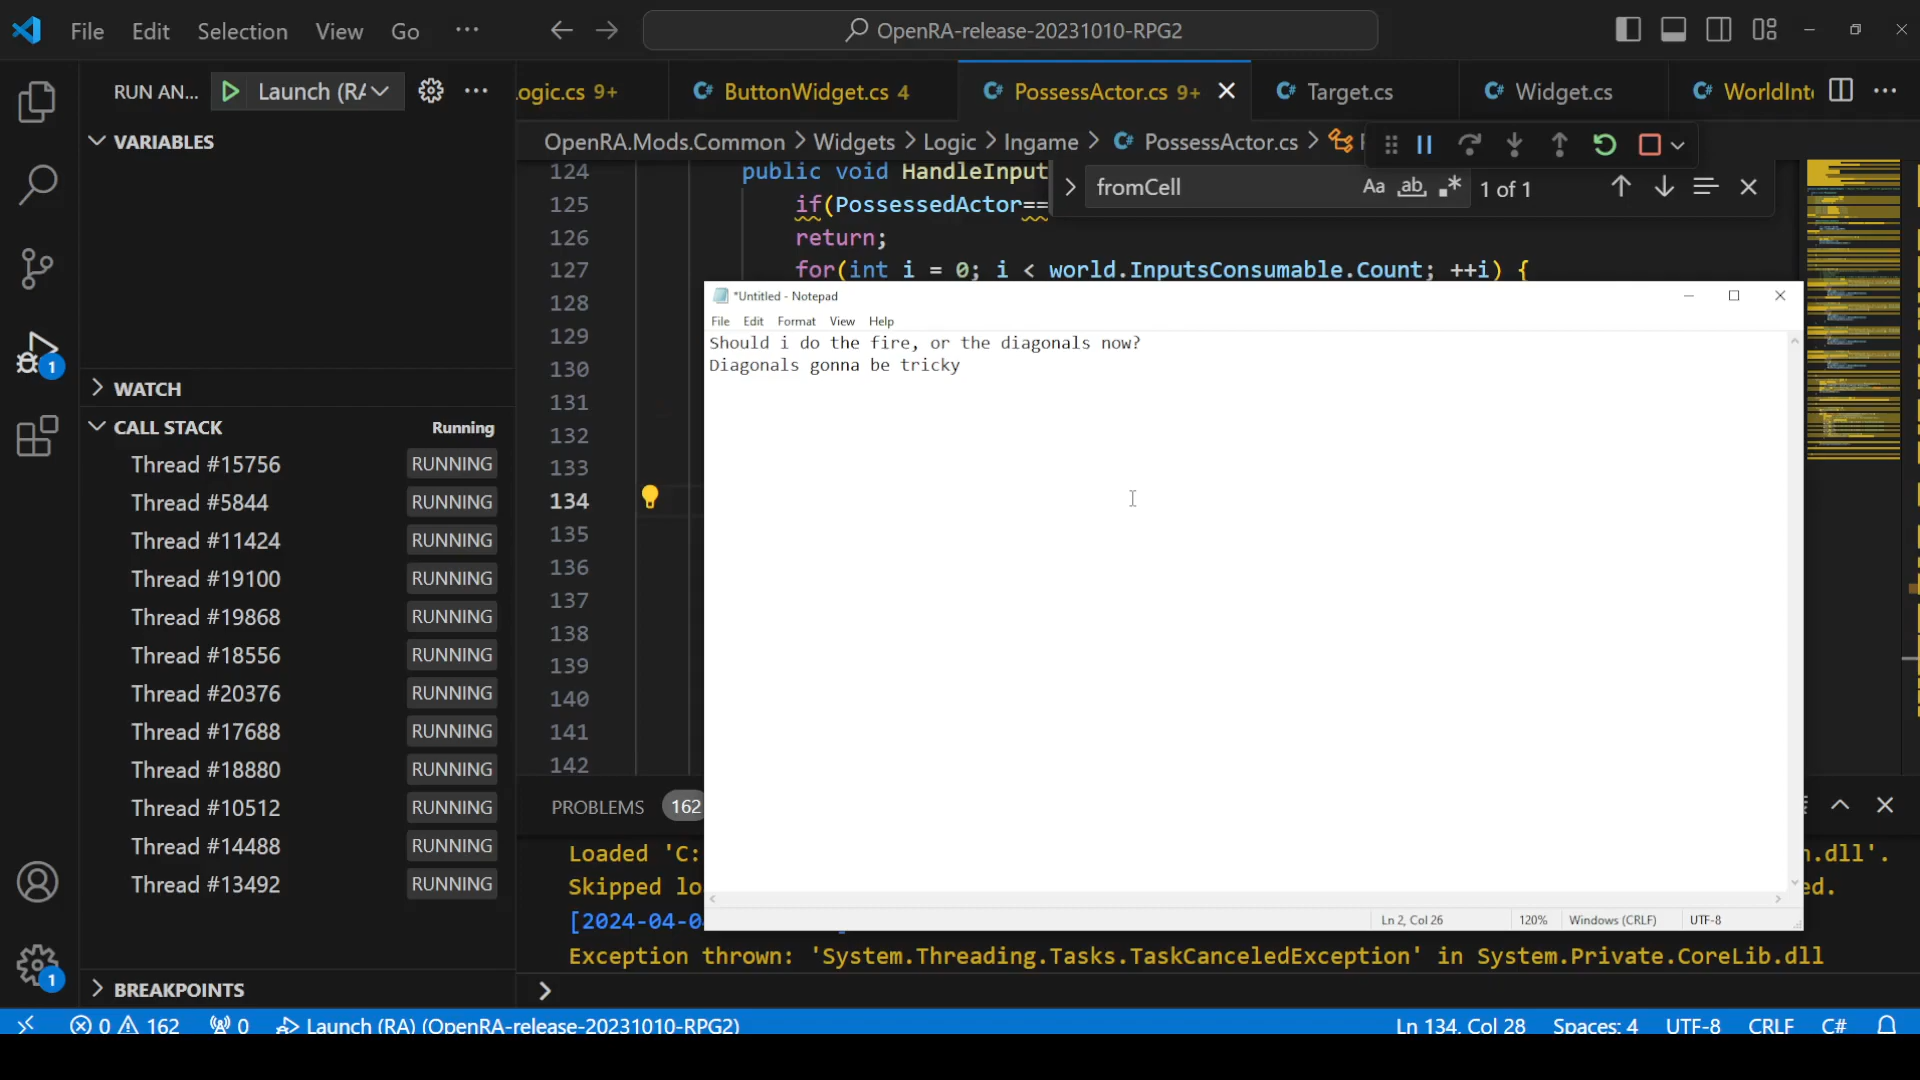 File Edit Selection View Go ··· OpenRA-release-20231010-RPG2
RUN AN... Launch (RA
.ogic.cs 9+ ButtonWidget.cs 4 PossessActor.cs 9+ Target.cs Widget.cs WorldInt
VARIABLES
OpenRA.Mods.Common > Widgets > Logic > Ingame > PossessActor.cs >
fromCell Aa ab 1 of 1
124 public void HandleInput
125 if(PossessedActor==
126 return;
127 for(int i = 0; i < world.InputsConsumable.Count; ++i) {
128
129
130
131
132
133
134
135
136
137
138
139
140
141
142
*Untitled - Notepad
File Edit Format View Help
Should i do the fire, or the diagonals now?
Diagonals gonna be tricky
Ln 2, Col 26 120% Windows (CRLF) UTF-8
WATCH
CALL STACK Running
Thread #15756 RUNNING
Thread #5844 RUNNING
Thread #11424 RUNNING
Thread #19100 RUNNING
Thread #19868 RUNNING
Thread #18556 RUNNING
Thread #20376 RUNNING
Thread #17688 RUNNING
Thread #18880 RUNNING
Thread #10512 RUNNING
Thread #14488 RUNNING
Thread #13492 RUNNING
BREAKPOINTS
PROBLEMS 162
Loaded 'C: .dll'.
Skipped lo ed.
[2024-04-0
Exception thrown: 'System.Threading.Tasks.TaskCanceledException' in System.Private.CoreLib.dll
1
1
0 162 0 Launch (RA) (OpenRA-release-20231010-RPG2) Ln 134, Col 28 Spaces: 4 UTF-8 CRLF C#